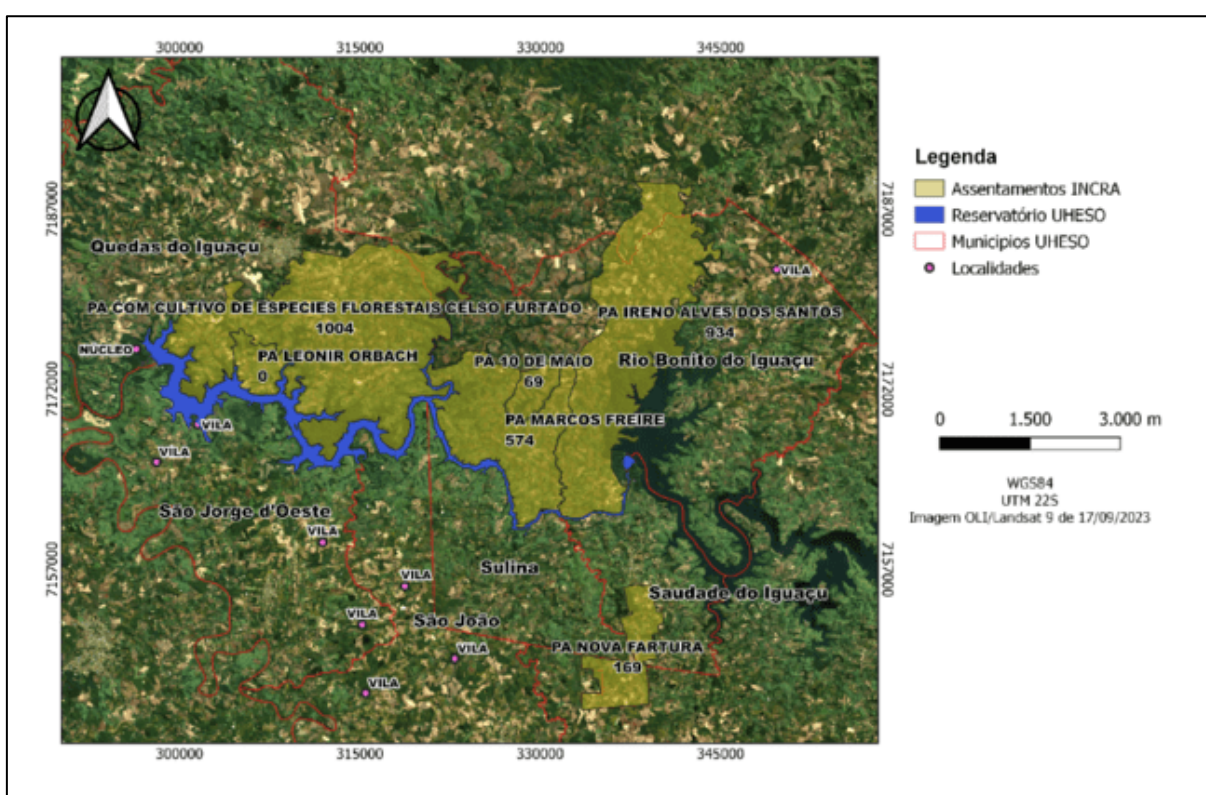 300000 315000 330000 345000
7187000
7187000
Legenda
Assentamentos INCRA
Reservatório UHESO
Municipios UHESO
Localidades
Quedas do Iguaçu
VILA
PA COM CULTIVO DE ESPECIES FLORESTAIS CELSO FURTADO
1004
PA IRENO ALVES DOS SANTOS
934
NUCLEO
PA LEONIR ORBACH
0
PA 10 DE MAIO
69
Rio Bonito do Iguaçu
7172000
7172000
PA MARCOS FREIRE
574
VILA
VILA
0 1.500 3.000 m
WGS84
UTM 22S
Imagem OLI/Landsat 9 de 17/09/2023
São Jorge d'Oeste
VILA
7157000
7157000
Sulina
VILA
Saudade do Iguaçu
VILA
São João
PA NOVA FARTURA
169
VILA
VILA
300000 315000 330000 345000